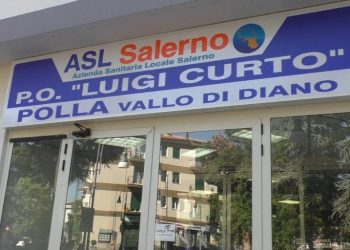 ASL Salerno
Azienda Sanitaria Locale Salerno
P.O. "LUIGI CURTO"
POLLA VALLO DI DIANO